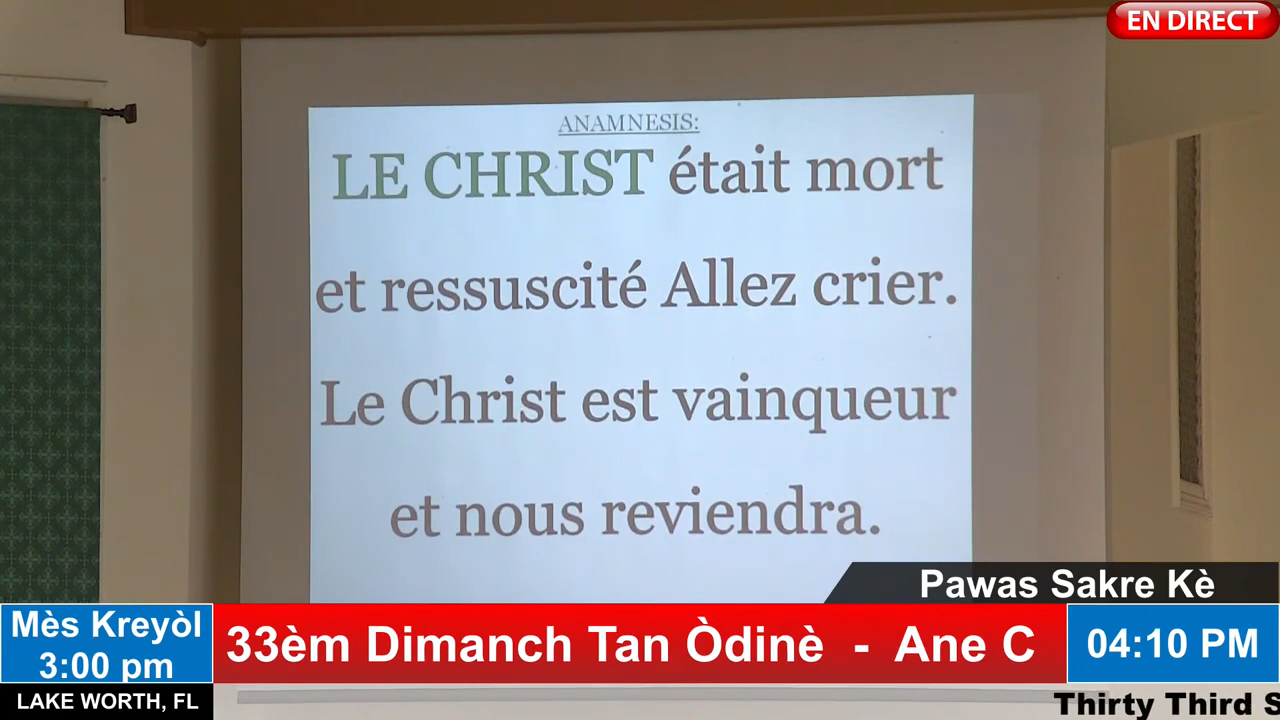 EN DIRECT
ANAMNESIS:
LE CHRIST était mort
et ressuscité Allez crier.
Le Christ est vainqueur
et nous reviendra.
Pawas Sakre Kè
Mès Kreyòl
3:00 pm
33èm Dimanch Tan Òdinè - Ane C
04:10 PM
LAKE WORTH, FL
Thirty Third S